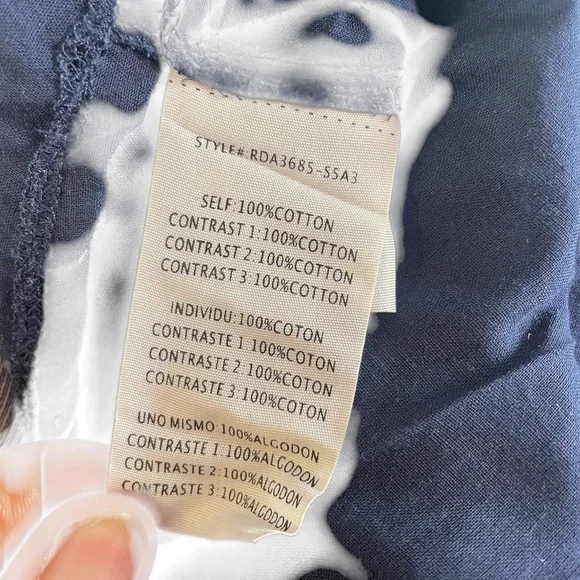 STYLE#:RDA3685-55A3
SELF:100%COTTON
CONTRAST 1:100%COTTON
CONTRAST 2:100%COTTON
CONTRAST 3:100%COTTON
INDIVIDU:100%COTON
CONTRASTE 1:100%COTON
CONTRASTE 2:100%COTON
CONTRASTE 3:100%COTON
UNO MISMO:100%ALGODON
CONTRASTE 1:100%ALGODON
CONTRASTE 2:100%ALGODON
CONTRASTE 3:100%ALGODON